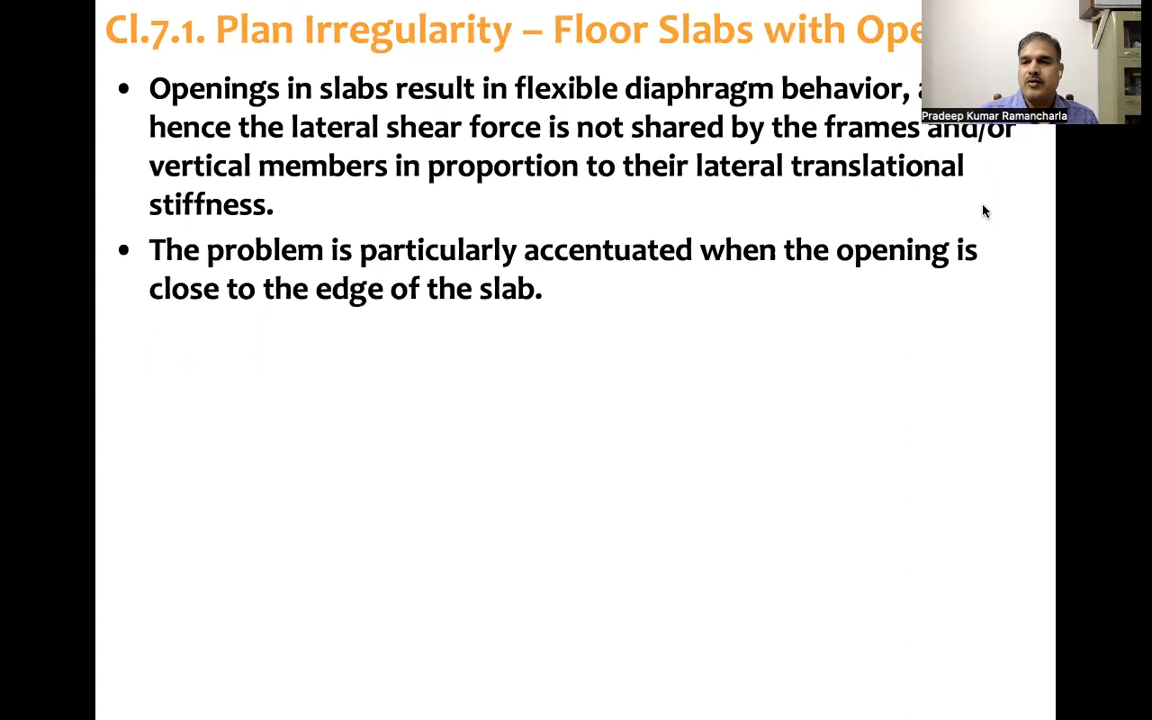 Cl.7.1. Plan Irregularity – Floor Slabs with Ope
• Openings in slabs result in flexible diaphragm behavior,
hence the lateral shear force is not shared by the frames and/or
vertical members in proportion to their lateral translational
stiffness.
• The problem is particularly accentuated when the opening is
close to the edge of the slab.
Pradeep Kumar Ramancharla